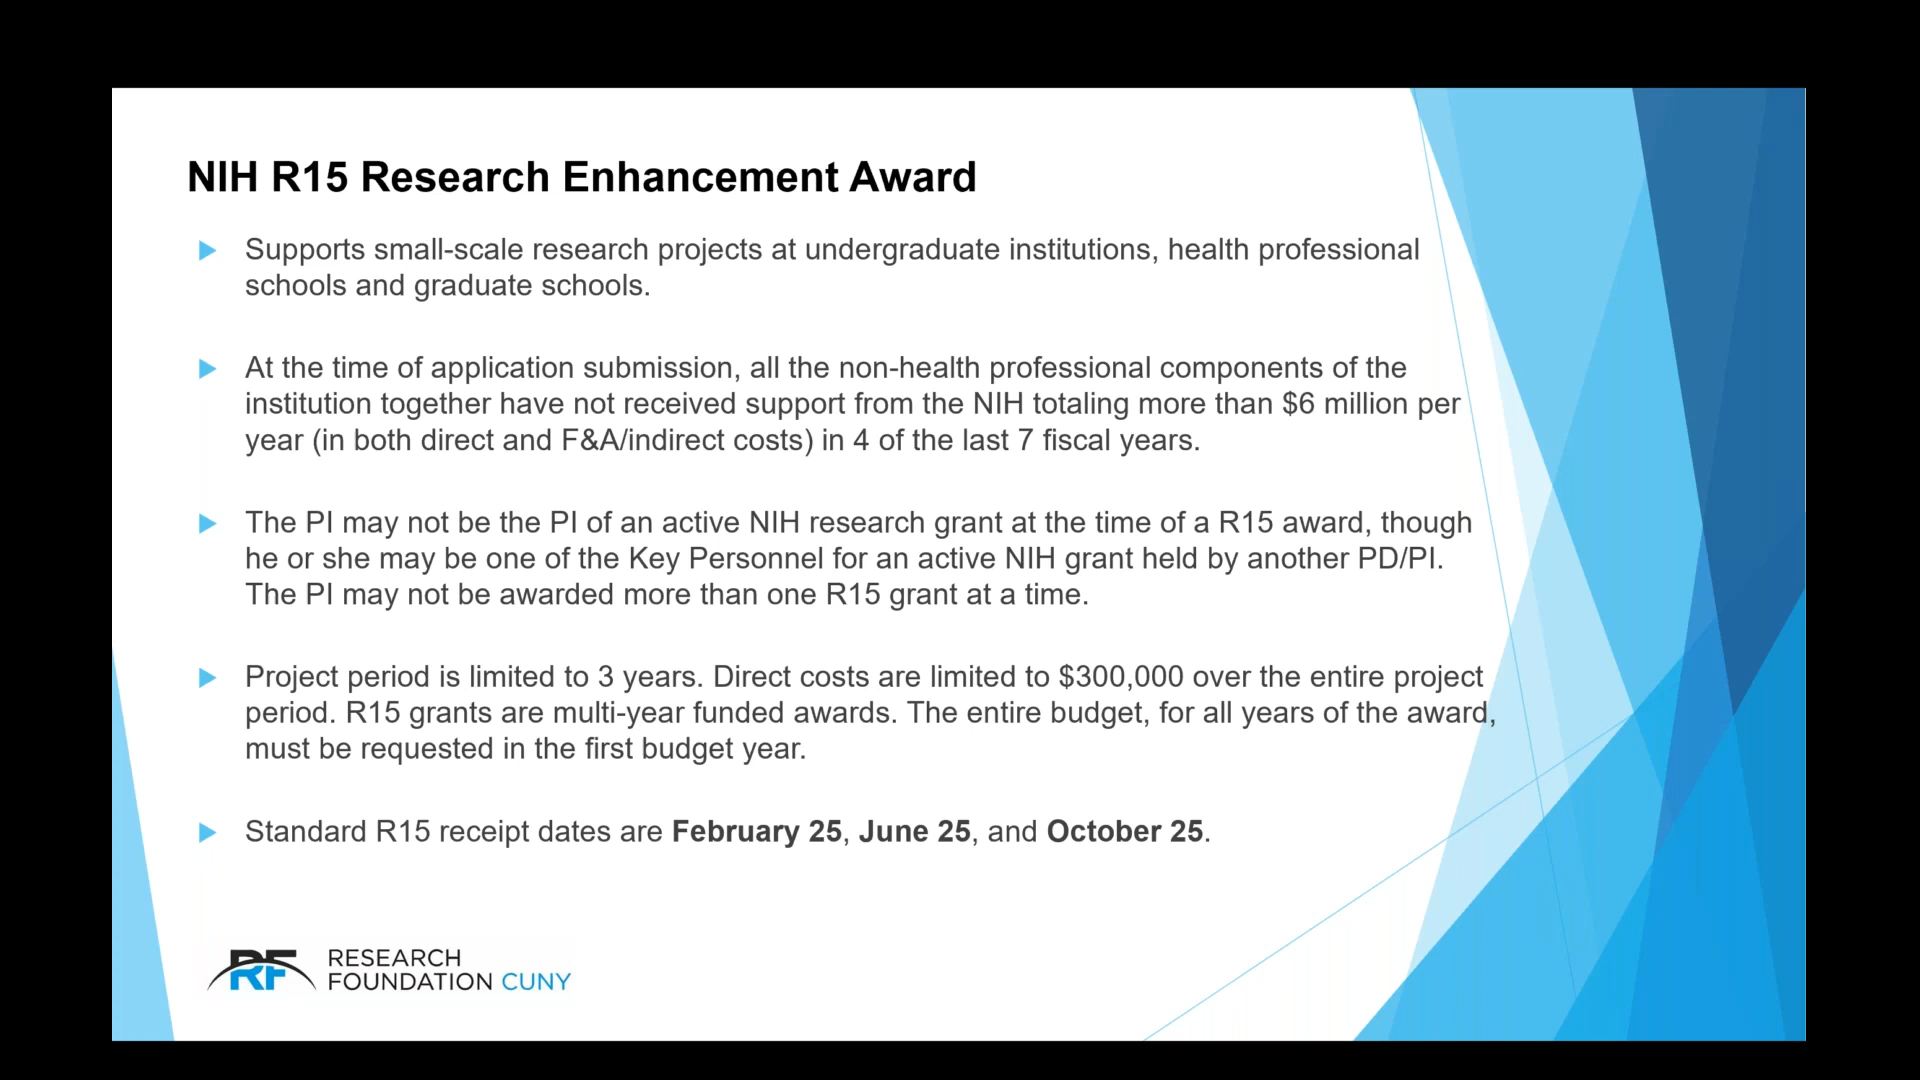 NIH R15 Research Enhancement Award
Supports small-scale research projects at undergraduate institutions, health professional
schools and graduate schools.
At the time of application submission, all the non-health professional components of the
institution together have not received support from the NIH totaling more than $6 million per
year (in both direct and F&A/indirect costs) in 4 of the last 7 fiscal years.
The PI may not be the PI of an active NIH research grant at the time of a R15 award, though
he or she may be one of the Key Personnel for an active NIH grant held by another PD/PI.
The PI may not be awarded more than one R15 grant at a time.
Project period is limited to 3 years. Direct costs are limited to $300,000 over the entire project
period. R15 grants are multi-year funded awards. The entire budget, for all years of the award,
must be requested in the first budget year.
Standard R15 receipt dates are February 25, June 25, and October 25.
RF
RESEARCH
FOUNDATION CUNY